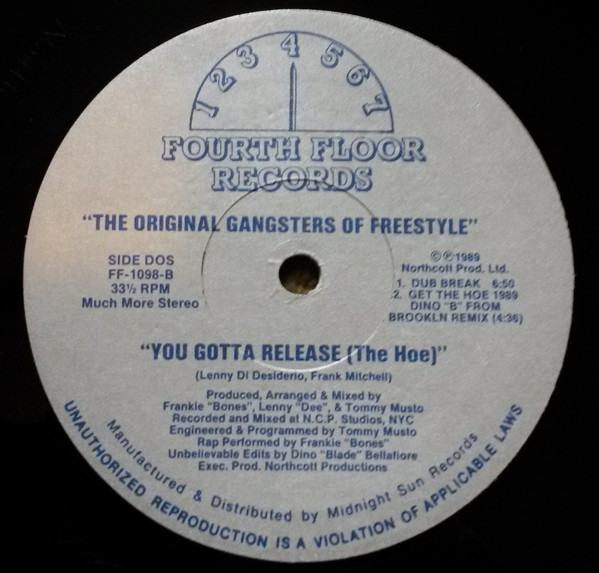 1 2 3 4 5 6 7
FOURTH FLOOR
RECORDS
"THE ORIGINAL GANGSTERS OF FREESTYLE"
SIDE DOS
FF-1098-B
33⅓ RPM
Much More Stereo
©℗1989
Northcott Prod. Ltd.
1. DUB BREAK 6:50
2. GET THE HOE 1989
DINO "B" FROM
BROOKLN REMIX (4:36)
"YOU GOTTA RELEASE (The Hoe)"
(Lenny Di Desiderio, Frank Mitchell)
Produced, Arranged & Mixed by
Frankie "Bones", Lenny "Dee", & Tommy Musto
Recorded and Mixed at N.C.P. Studios, NYC
Engineered & Programmed by Tommy Musto
Rap Performed by Frankie "Bones"
Unbelievable Edits by Dino "Blade" Bellafiore
Exec. Prod. Northcott Productions
Manufactured & Distributed by Midnight Sun Records
UNAUTHORIZED REPRODUCTION IS A VIOLATION OF APPLICABLE LAWS